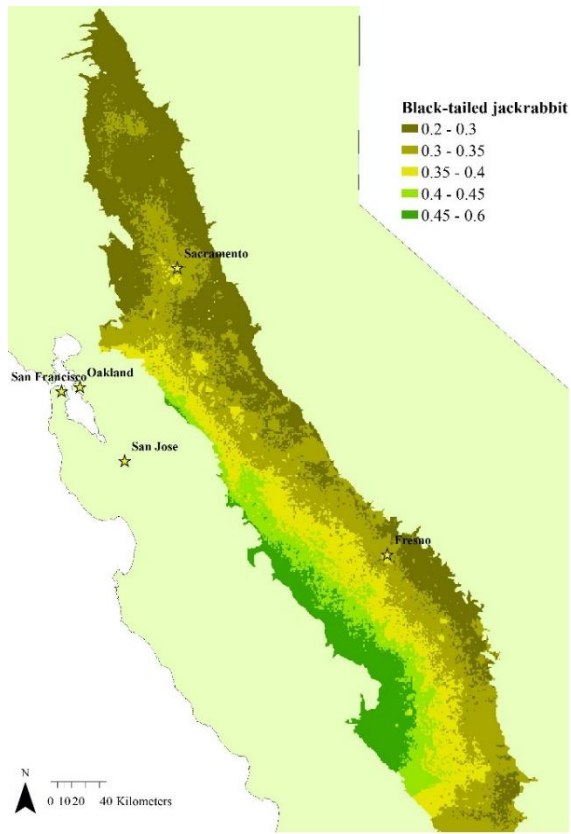 Black-tailed jackrabbit
0.2 - 0.3
0.3 - 0.35
0.35 - 0.4
0.4 - 0.45
0.45 - 0.6
Sacramento
San Francisco
Oakland
San Jose
Fresno
N
0 10 20 40 Kilometers